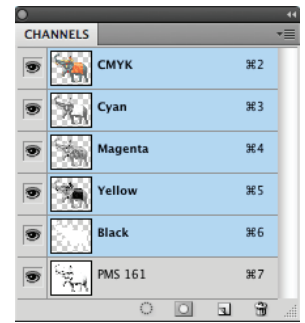 CHANNELS
CMYK ⌘2
Cyan ⌘3
Magenta ⌘4
Yellow ⌘5
Black ⌘6
PMS 161 ⌘7